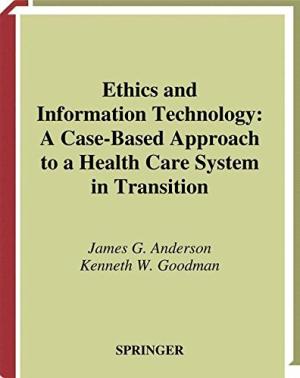 Ethics and
Information Technology:
A Case-Based Approach
to a Health Care System
in Transition
James G. Anderson
Kenneth W. Goodman
SPRINGER